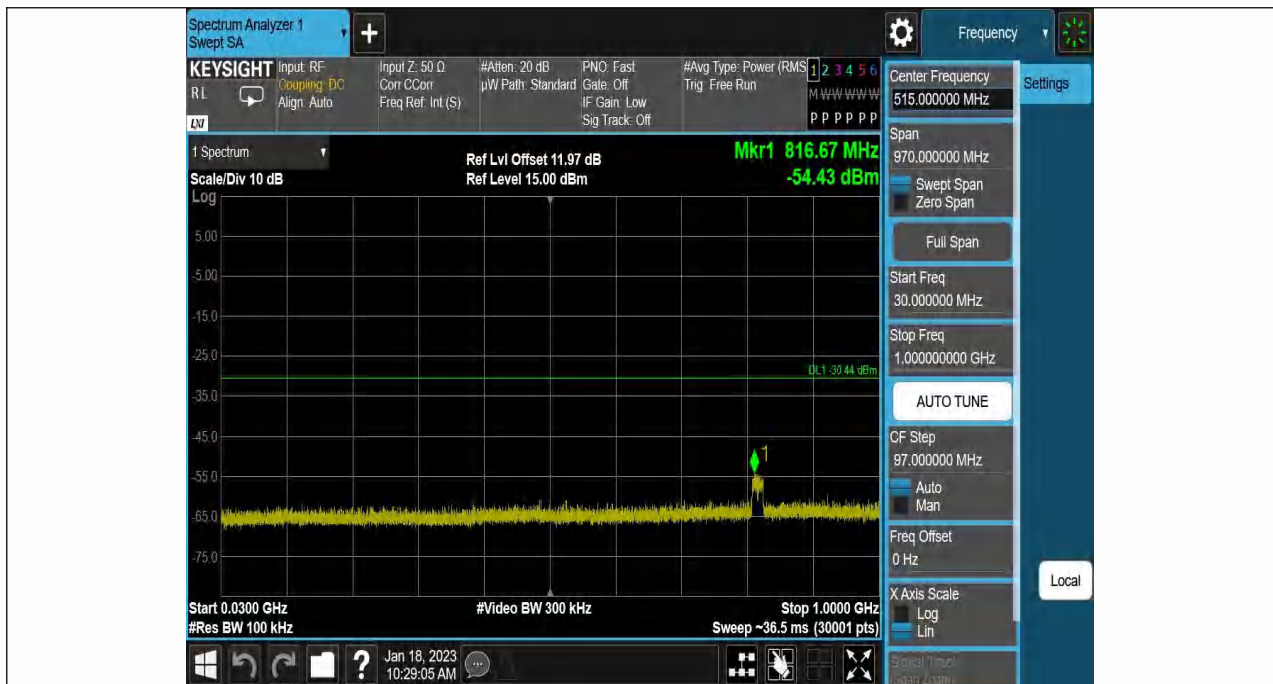 Spectrum Analyzer 1
Swept SA
+
Frequency
KEYSIGHT
RL
LXI
Input: RF
Coupling: DC
Align: Auto
Input Z: 50 Ω
Corr CCorr
Freq Ref: Int (S)
#Atten: 20 dB
µW Path: Standard
PNO: Fast
Gate: Off
IF Gain: Low
Sig Track: Off
#Avg Type: Power (RMS
Trig: Free Run
1 2 3 4 5 6
M W W W W W
P P P P P P
1 Spectrum
Scale/Div 10 dB
Ref Lvl Offset 11.97 dB
Ref Level 15.00 dBm
Mkr1 816.67 MHz
-54.43 dBm
Log
5.00
-5.00
-15.0
-25.0
DL1 -30.44 dBm
-35.0
-45.0
1
-55.0
-65.0
-75.0
Start 0.0300 GHz
#Res BW 100 kHz
#Video BW 300 kHz
Stop 1.0000 GHz
Sweep ~36.5 ms (30001 pts)
Center Frequency
515.000000 MHz
Settings
Span
970.000000 MHz
Swept Span
Zero Span
Full Span
Start Freq
30.000000 MHz
Stop Freq
1.000000000 GHz
AUTO TUNE
CF Step
97.000000 MHz
Auto
Man
Freq Offset
0 Hz
X Axis Scale
Log
Lin
Local
Signal Track
(Span Zoom)
?
Jan 18, 2023
10:29:05 AM